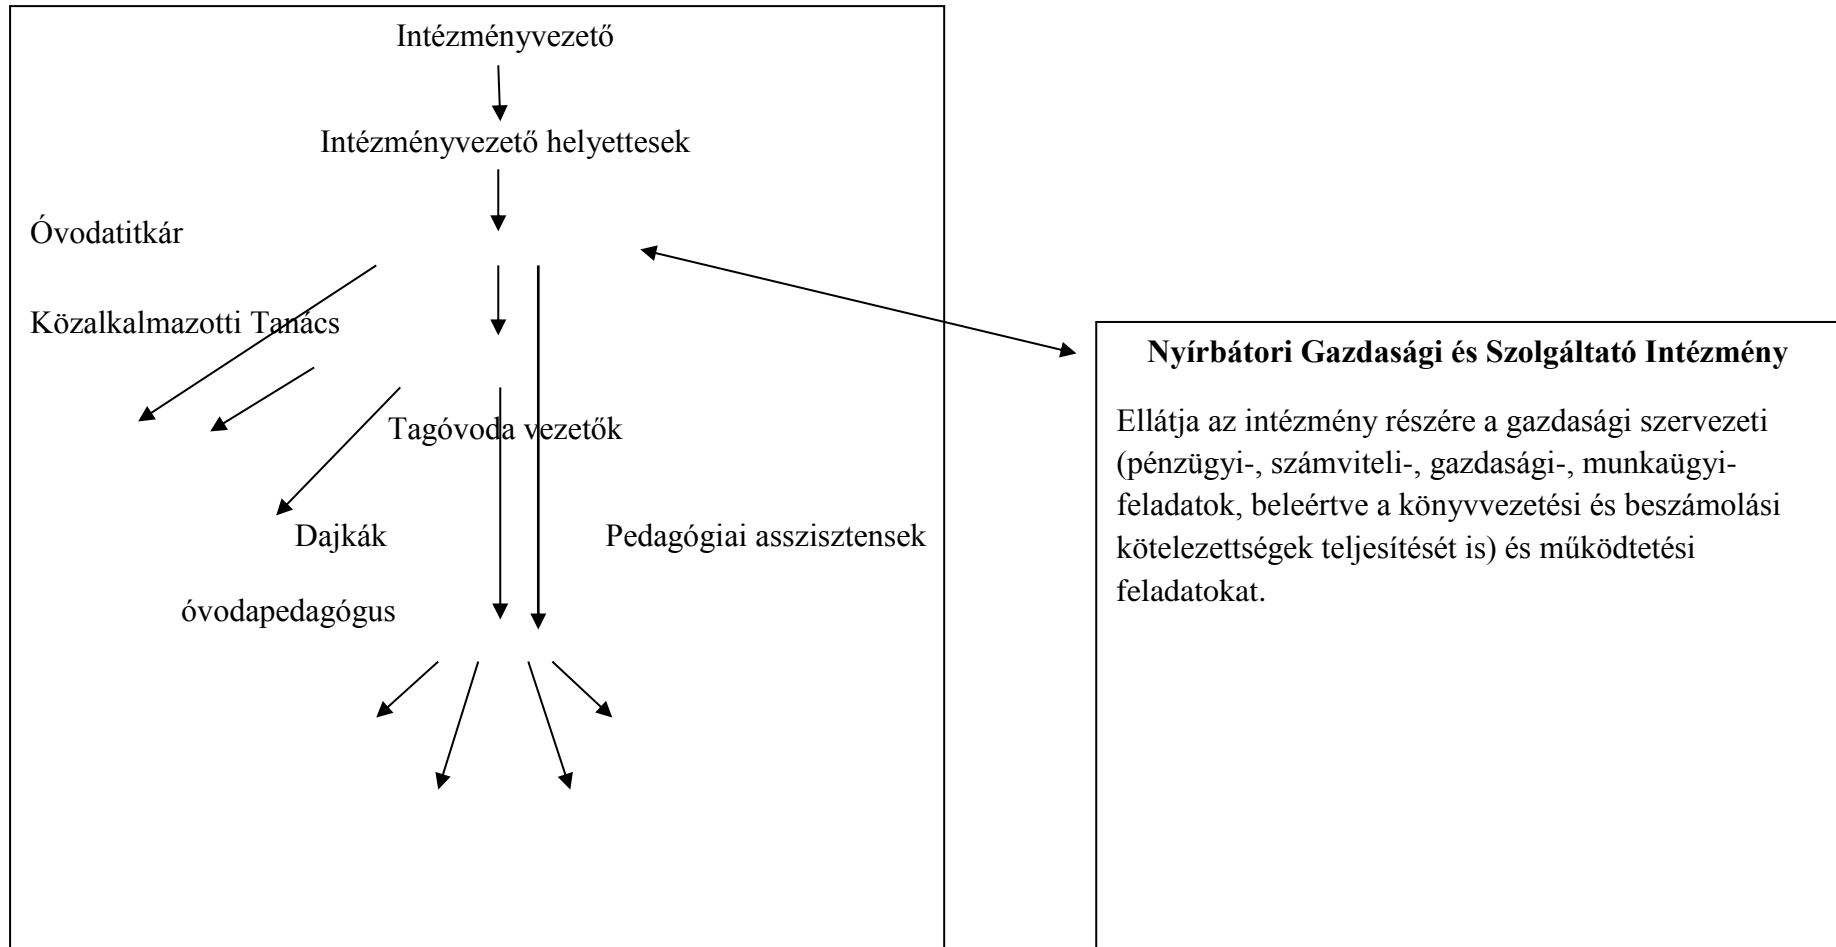 Intézményvezető
Intézményvezető helyettesek
Óvodatitkár
Közalkalmazotti Tanács
Tagóvoda vezetők
Dajkák
Pedagógiai asszisztensek
óvodapedagógus
Nyírbátori Gazdasági és Szolgáltató Intézmény
Ellátja az intézmény részére a gazdasági szervezeti
(pénzügyi-, számviteli-, gazdasági-, munkaügyi-
feladatok, beleértve a könyvvezetési és beszámolási
kötelezettségek teljesítését is) és működtetési
feladatokat.